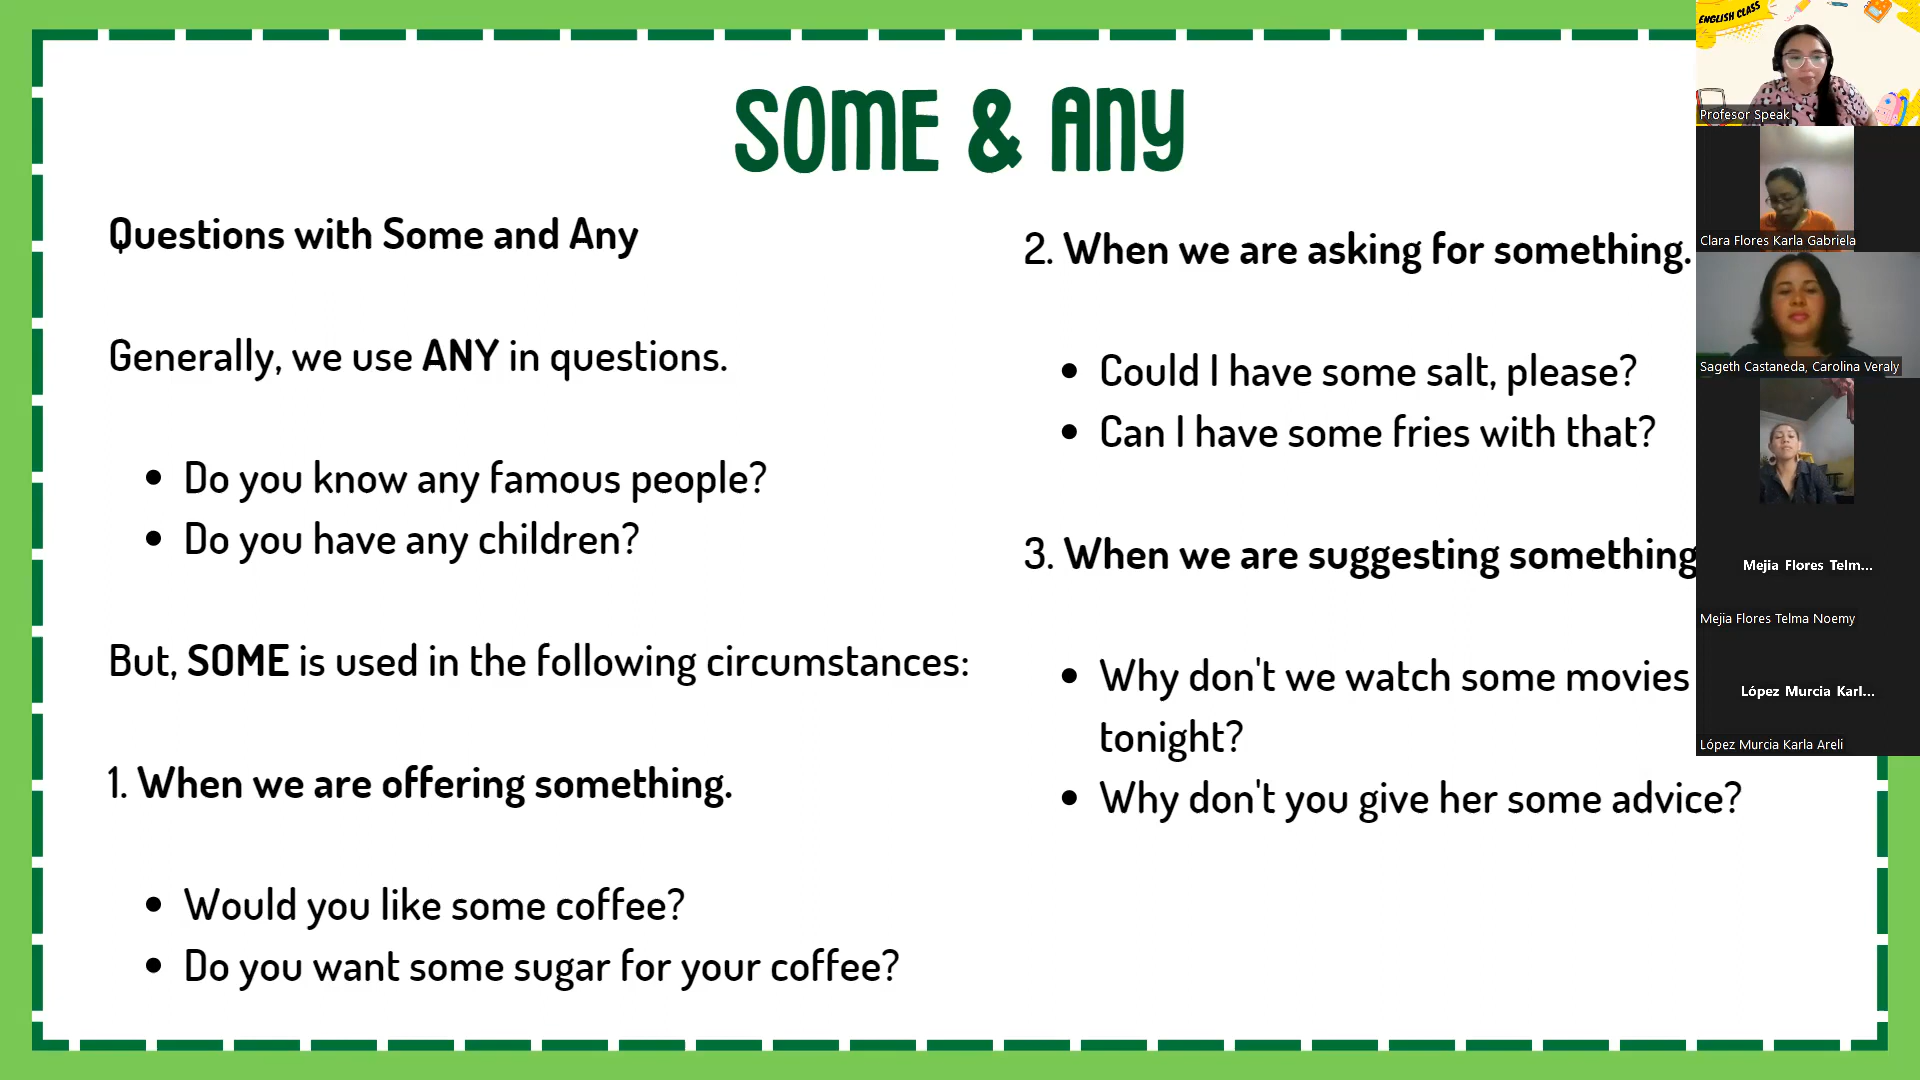 SOME & ANY
Questions with Some and Any
Generally, we use ANY in questions.
Do you know any famous people?
Do you have any children?
But, SOME is used in the following circumstances:
1. When we are offering something.
Would you like some coffee?
Do you want some sugar for your coffee?
2. When we are asking for something.
Could I have some salt, please?
Can I have some fries with that?
3. When we are suggesting something
Why don't we watch some movies
tonight?
Why don't you give her some advice?
ENGLISH CLASS
Profesor Speak
Clara Flores Karla Gabriela
Sageth Castaneda, Carolina Veraly
Mejia Flores Telm...
Mejia Flores Telma Noemy
López Murcia Karl...
López Murcia Karla Areli